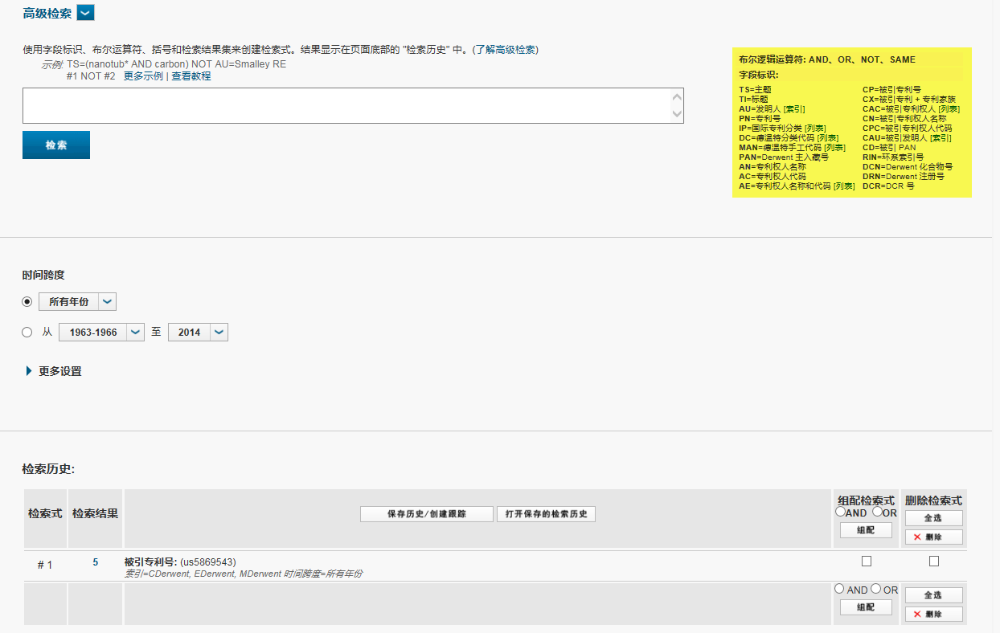 高级检索
使用字段标识、布尔运算符、括号和检索结果集来创建检索式。结果显示在页面底部的 "检索历史" 中。(了解高级检索)
示例: TS=(nanotub* AND carbon) NOT AU=Smalley RE
#1 NOT #2 更多示例 | 查看教程
检索
布尔逻辑运算符: AND、OR、NOT、SAME
字段标识:
TS=主题
TI=标题
AU=发明人 [索引]
PN=专利号
IP=国际专利分类 [列表]
DC=德温特分类代码 [列表]
MAN=德温特手工代码 [列表]
PAN=Derwent 主入藏号
AN=专利权人名称
AC=专利权人代码
AE=专利权人名称和代码 [列表]
CP=被引专利号
CX=被引专利 + 专利家族
CAC=被引专利权人 [列表]
CN=被引专利权人名称
CPC=被引专利权人代码
CAU=被引发明人 [索引]
CD=被引 PAN
RIN=环系索引号
DCN=Derwent 化合物号
DRN=Derwent 注册号
DCR=DCR 号
时间跨度
所有年份
从 1963-1966 至 2014
更多设置
检索历史:
检索式 检索结果 保存历史/创建跟踪 打开保存的检索历史 组配检索式 删除检索式
AND OR 全选
组配 删除
# 1 5 被引专利号: (us5869543)
索引=CDerwent, EDerwent, MDerwent 时间跨度=所有年份
AND OR 全选
组配 删除